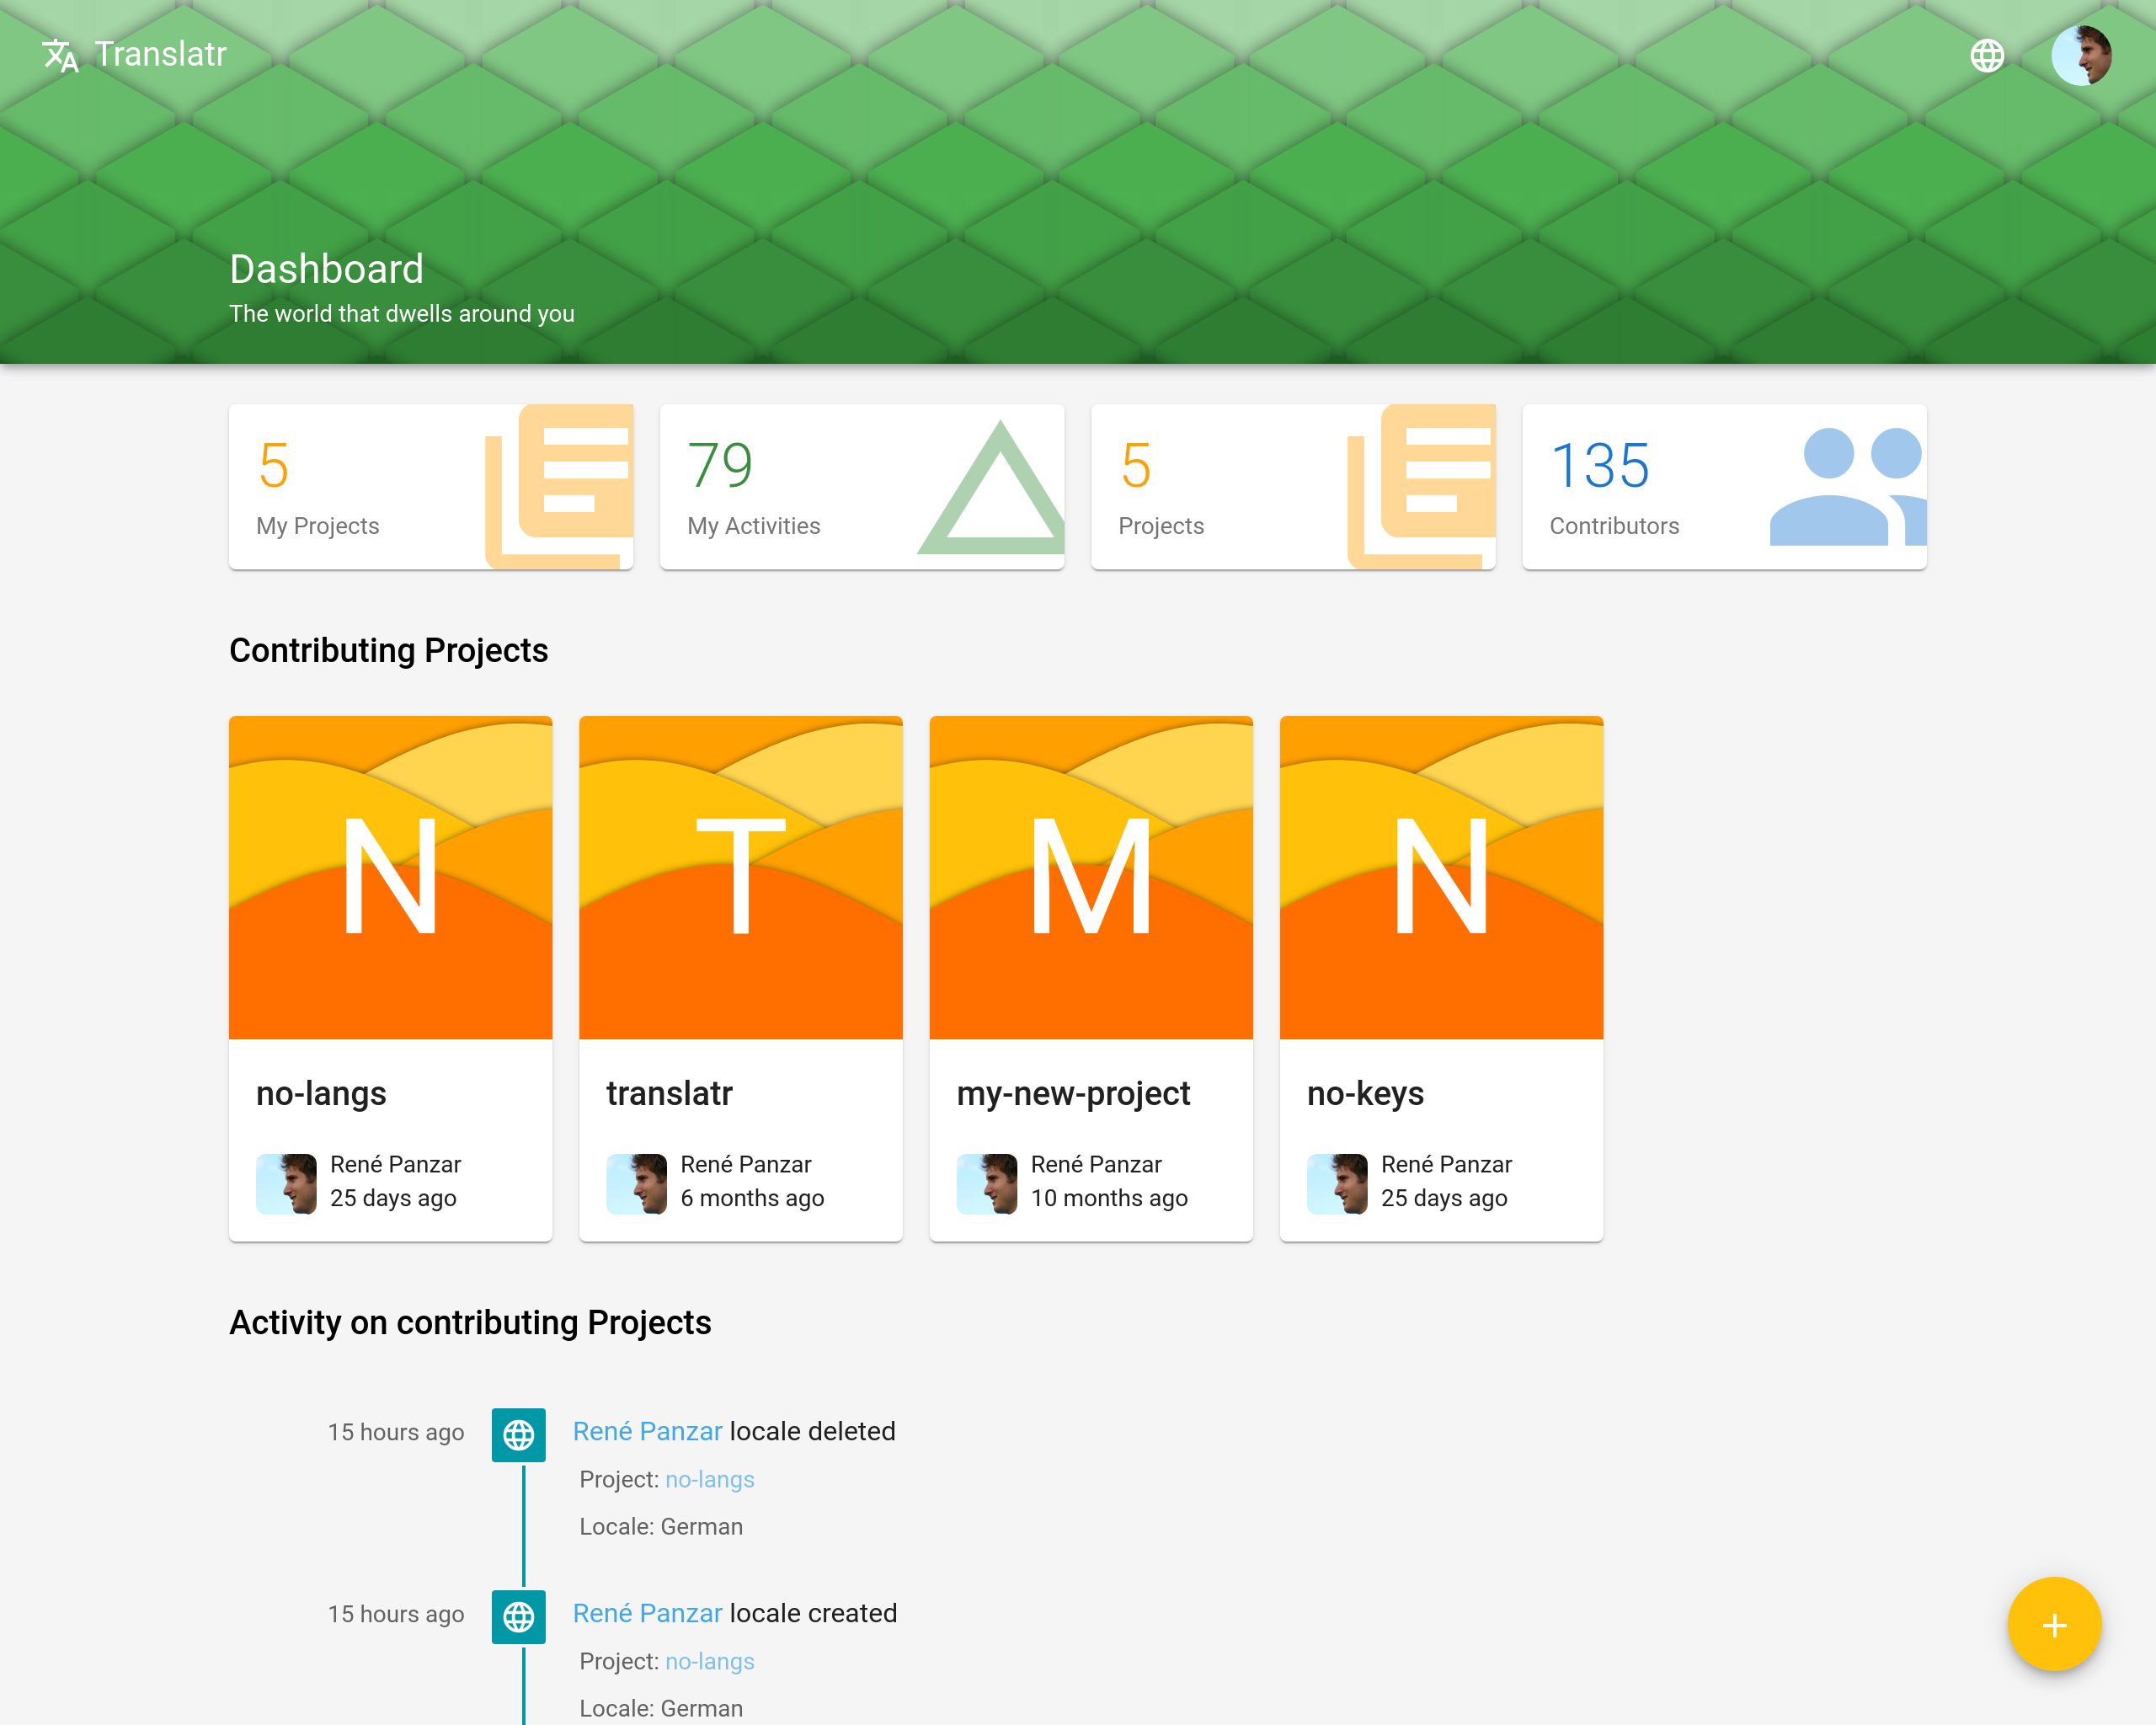 Translatr
Dashboard
The world that dwells around you
5
My Projects
79
My Activities
5
Projects
135
Contributors
Contributing Projects
N
T
M
N
no-langs
René Panzar
25 days ago
translatr
René Panzar
6 months ago
my-new-project
René Panzar
10 months ago
no-keys
René Panzar
25 days ago
Activity on contributing Projects
15 hours ago
René Panzar locale deleted
Project: no-langs
Locale: German
15 hours ago
René Panzar locale created
Project: no-langs
Locale: German